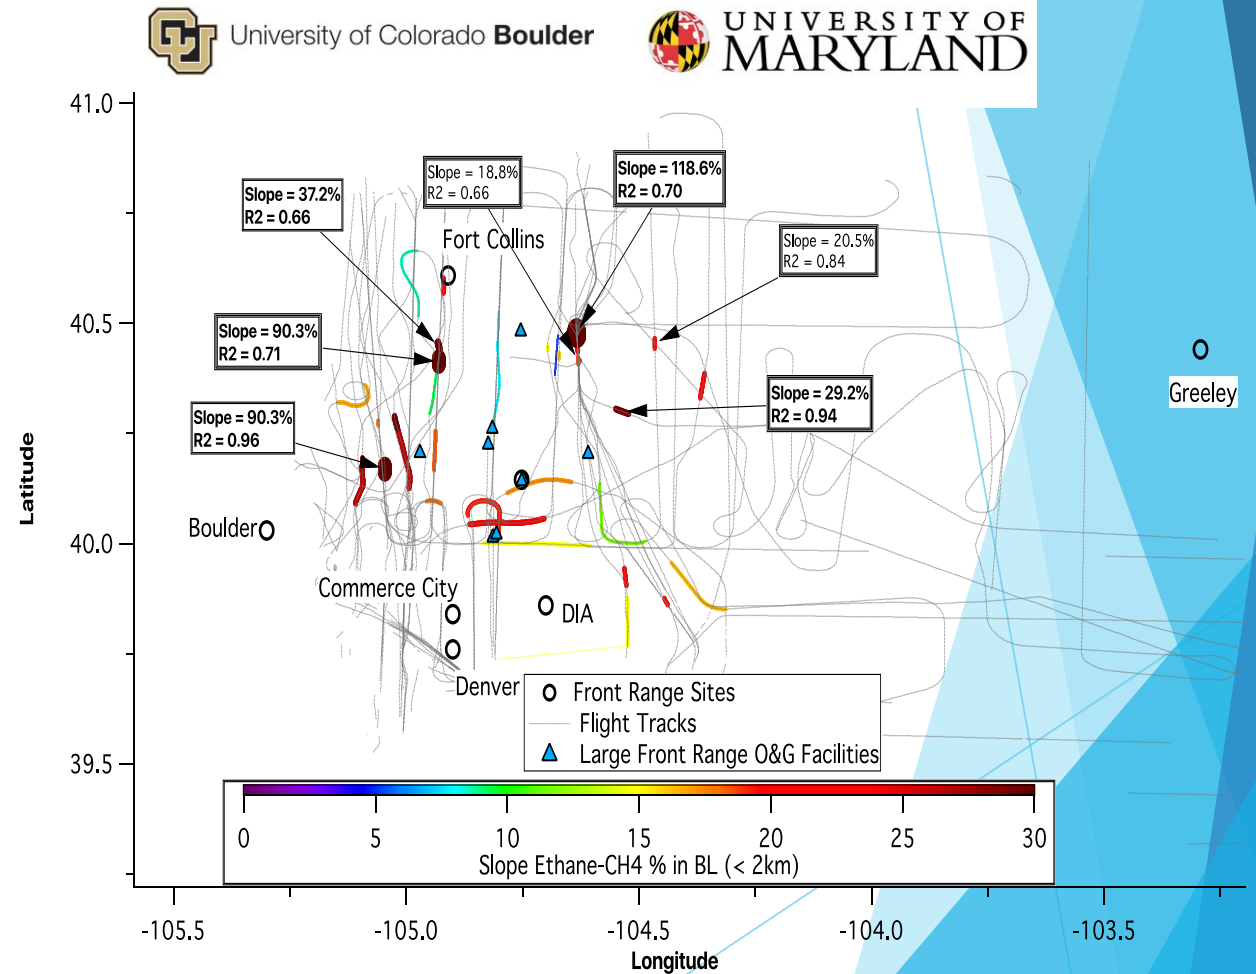 University of Colorado Boulder
UNIVERSITY OF
MARYLAND
41.0
40.5
40.0
39.5
Latitude
Slope = 37.2%
R2 = 0.66
Slope = 18.8%
R2 = 0.66
Slope = 118.6%
R2 = 0.70
Fort Collins
Slope = 20.5%
R2 = 0.84
Slope = 90.3%
R2 = 0.71
Slope = 29.2%
R2 = 0.94
Greeley
Slope = 90.3%
R2 = 0.96
Boulder
Commerce City
DIA
Denver
Front Range Sites
Flight Tracks
Large Front Range O&G Facilities
0 5 10 15 20 25 30
Slope Ethane-CH4 % in BL (< 2km)
-105.5 -105.0 -104.5 -104.0 -103.5
Longitude